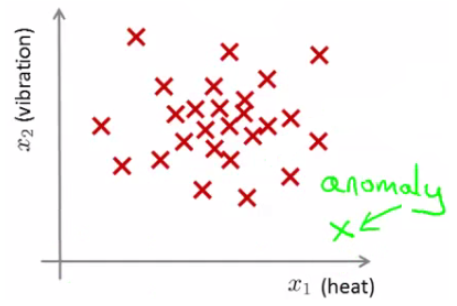 x₂ (vibration)
anomaly
x₁ (heat)